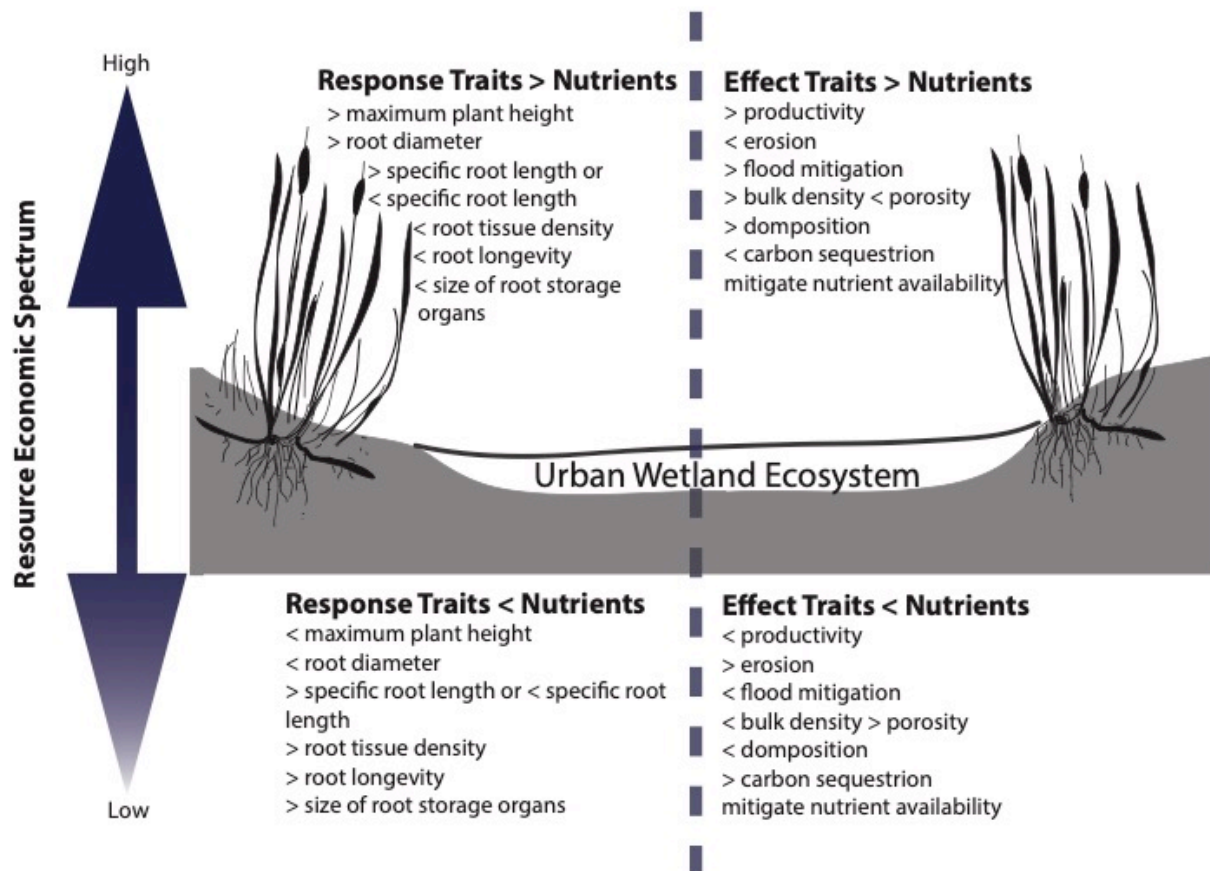 High
Resource Economic Spectrum
Low
Response Traits > Nutrients
> maximum plant height
> root diameter
> specific root length or
< specific root length
< root tissue density
< root longevity
< size of root storage
organs
Effect Traits > Nutrients
> productivity
< erosion
> flood mitigation
> bulk density < porosity
> domposition
< carbon sequestrion
mitigate nutrient availability
Urban Wetland Ecosystem
Response Traits < Nutrients
< maximum plant height
< root diameter
> specific root length or < specific root
length
> root tissue density
> root longevity
> size of root storage organs
Effect Traits < Nutrients
< productivity
> erosion
< flood mitigation
< bulk density > porosity
< domposition
> carbon sequestrion
mitigate nutrient availability